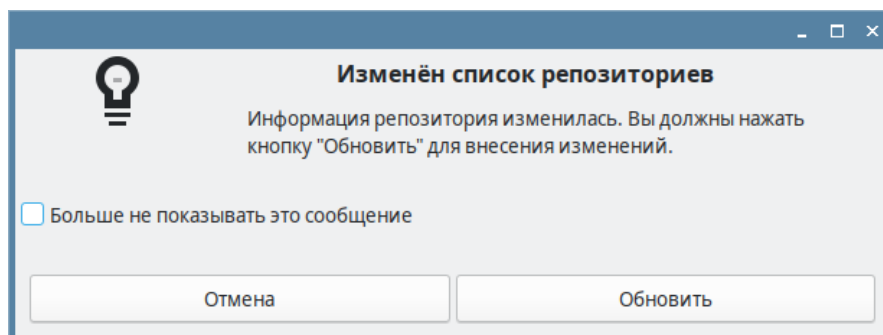 Изменён список репозиториев
Информация репозитория изменилась. Вы должны нажать
кнопку "Обновить" для внесения изменений.
Больше не показывать это сообщение
Отмена
Обновить